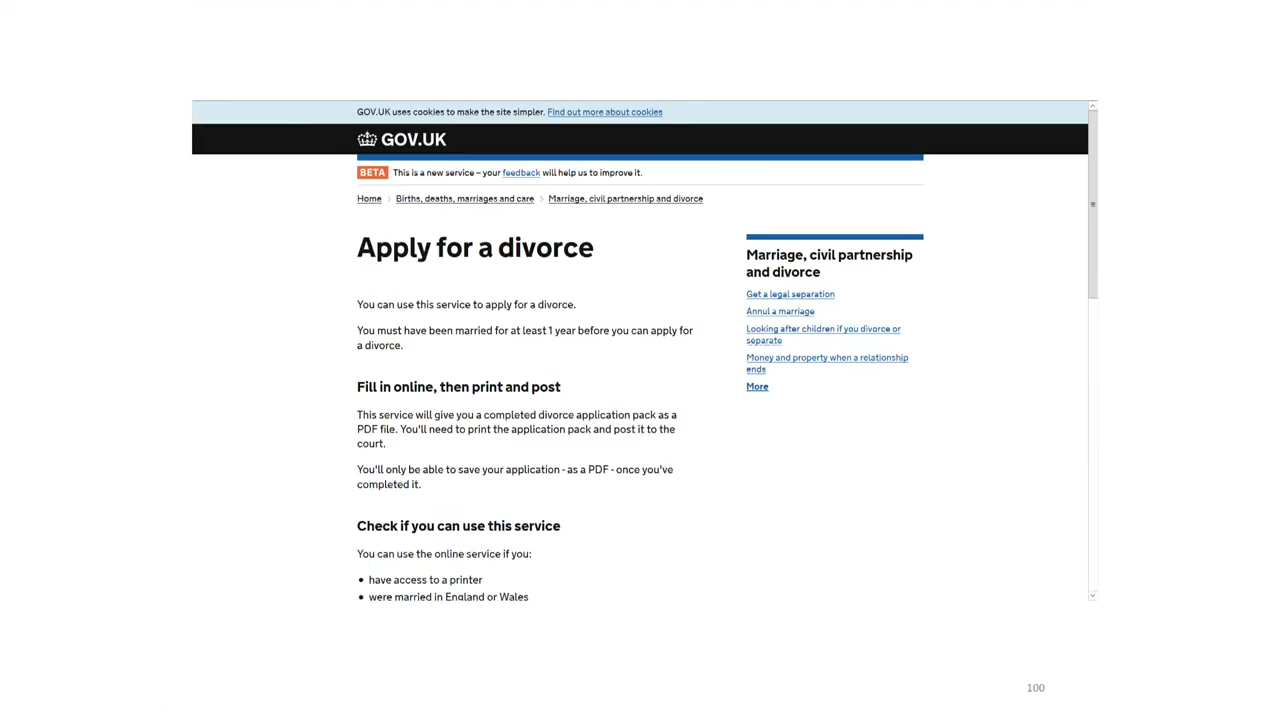 GOV.UK uses cookies to make the site simpler. Find out more about cookies
GOV.UK
BETA This is a new service – your feedback will help us to improve it.
Home > Births, deaths, marriages and care > Marriage, civil partnership and divorce
Apply for a divorce
You can use this service to apply for a divorce.
You must have been married for at least 1 year before you can apply for
a divorce.
Fill in online, then print and post
This service will give you a completed divorce application pack as a
PDF file. You'll need to print the application pack and post it to the
court.
You'll only be able to save your application - as a PDF - once you've
completed it.
Check if you can use this service
You can use the online service if you:
• have access to a printer
• were married in England or Wales
Marriage, civil partnership
and divorce
Get a legal separation
Annul a marriage
Looking after children if you divorce or
separate
Money and property when a relationship
ends
More
100